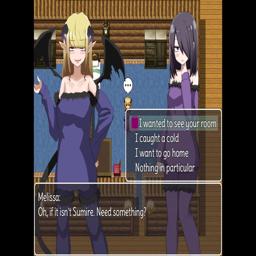 ...
I wanted to see your room
I caught a cold
I want to go home
Nothing in particular
Melissa:
Oh, if it isn't Sumire. Need something?